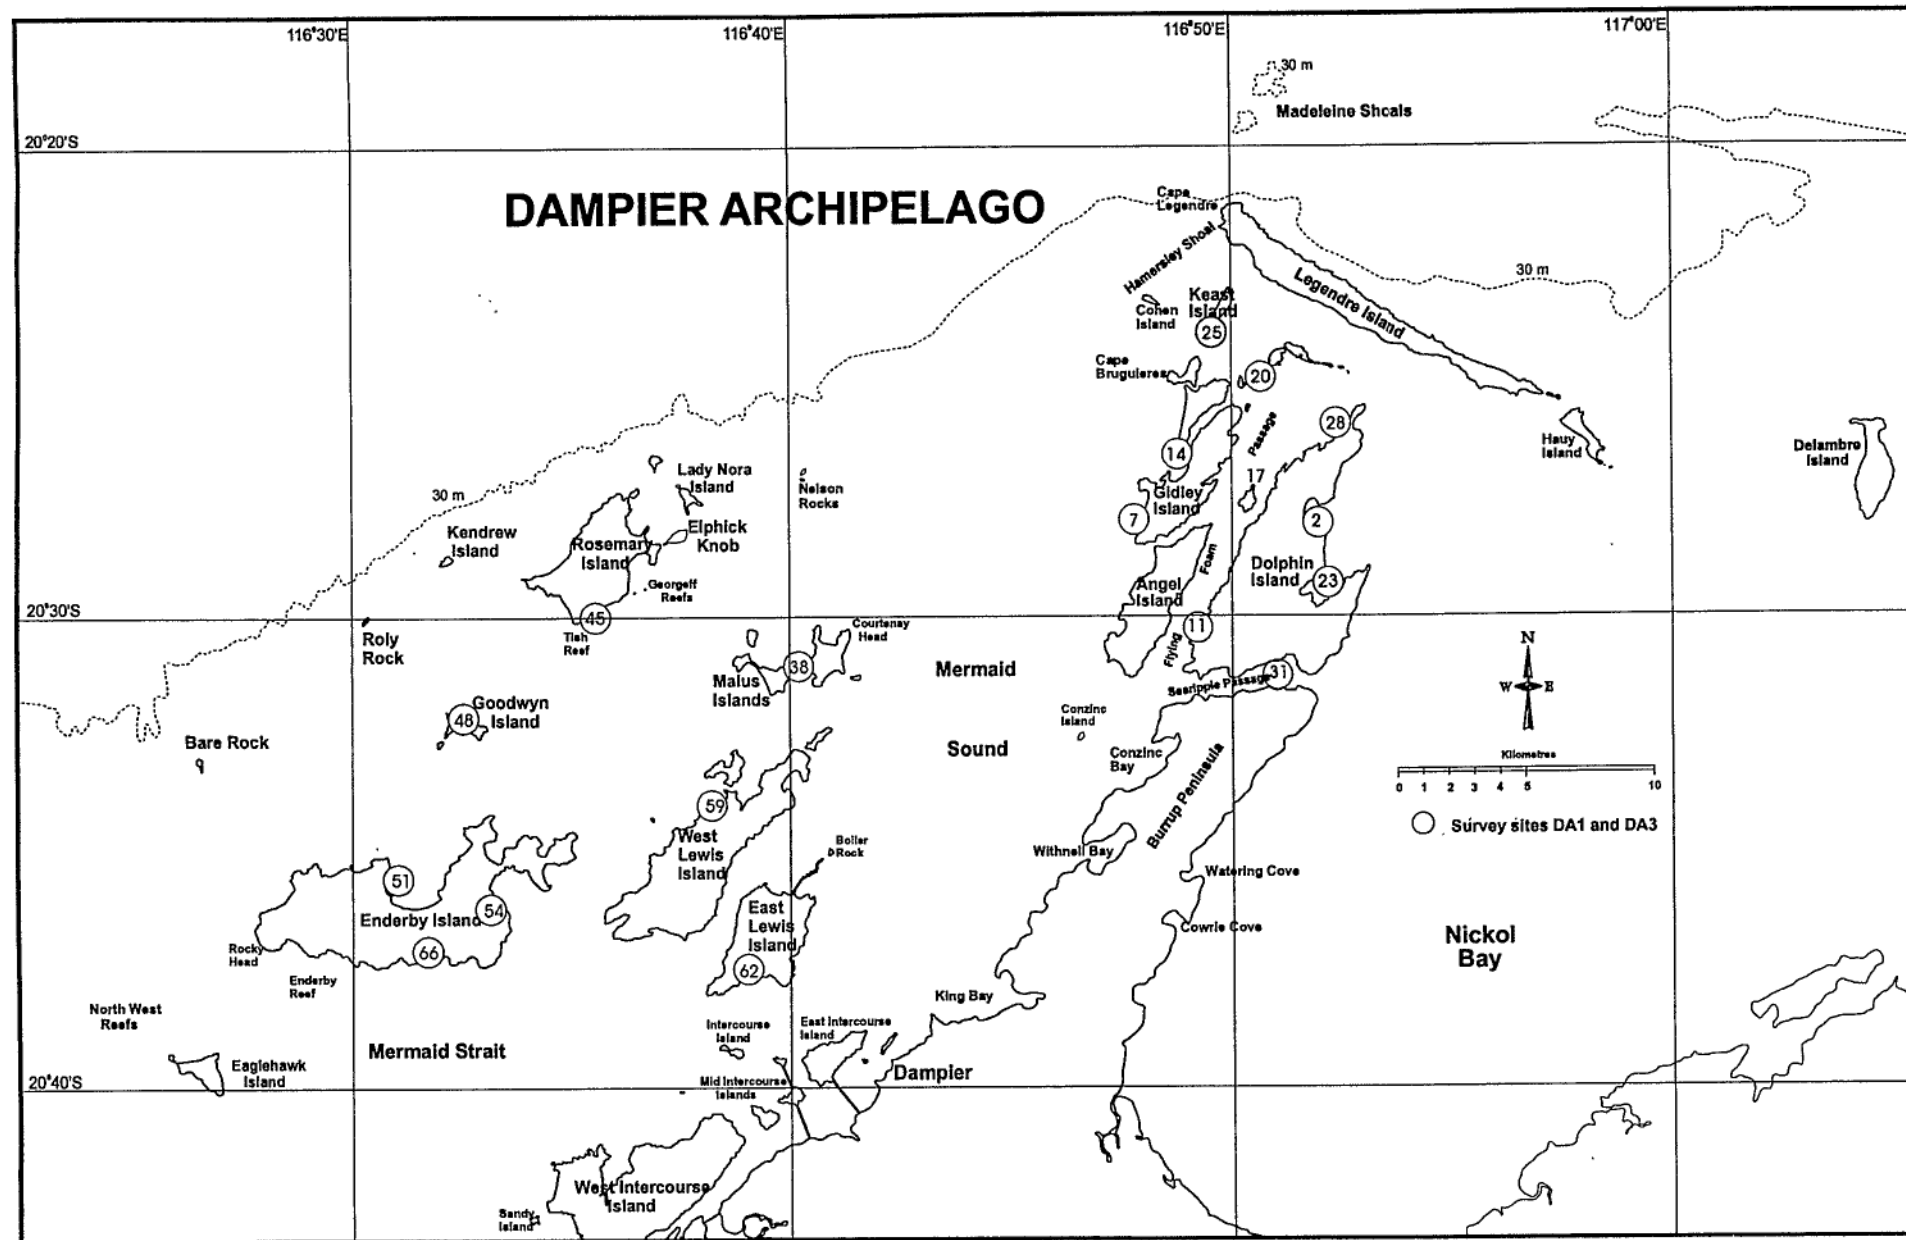 116°30'E
116°40'E
116°50'E
117°00'E
30 m
Madeleine Shoals
20°20'S
DAMPIER ARCHIPELAGO
Cape
Legendre
Hamersley Shoal
30 m
Legendre Island
Keast
Island
Cohen
Island
25
Cape
Bruguieres
20
28
Passage
Hauy
Island
Delambre
Island
14
17
Lady Nora
Island
Nelson
Rocks
30 m
Gidley
Island
7
2
Kendrew
Island
Elphick
Knob
Rosemary
Island
Foam
Dolphin
Island
23
Georgeff
Reefs
Angel
Island
20°30'S
45
11
Roly
Rock
Tish
Reef
Courtenay
Head
Flying
38
Mermaid
Malus
Islands
Searipple Passage
31
N
W
E
48
Goodwyn
Island
Conzinc
Island
Bare Rock
Sound
Conzinc
Bay
Burrup Peninsula
Kilometres
0 1 2 3 4 5 10
59
Survey sites DA1 and DA3
West
Lewis
Island
Boiler
Rock
Withnell Bay
Watering Cove
51
54
Enderby Island
East
Lewis
Island
Cowrie Cove
Nickol
Bay
Rocky
Head
66
62
Enderby
Reef
King Bay
North West
Reefs
Intercourse
Island
East Intercourse
Island
Mermaid Strait
Eaglehawk
Island
Dampier
20°40'S
Mid Intercourse
Islands
West Intercourse
Island
Sandy
Island